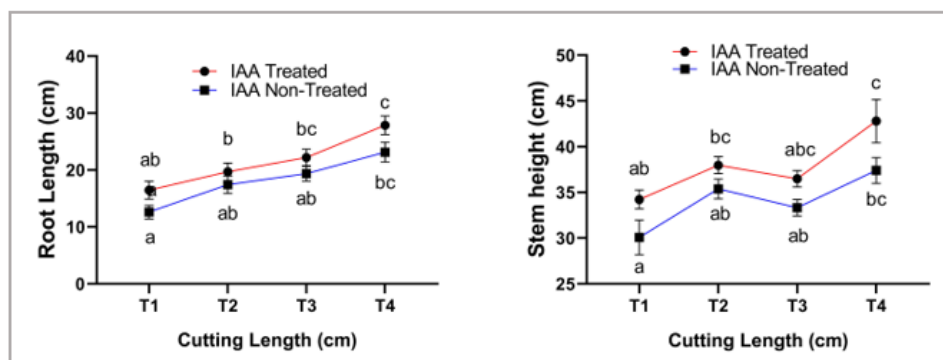 Root Length (cm)
40
30
20
10
0
IAA Treated
IAA Non-Treated
ab
b
bc
c
a
ab
ab
bc
T1 T2 T3 T4
Cutting Length (cm)
Stem height (cm)
50
45
40
35
30
25
IAA Treated
IAA Non-Treated
ab
bc
abc
c
a
ab
ab
bc
T1 T2 T3 T4
Cutting Length (cm)